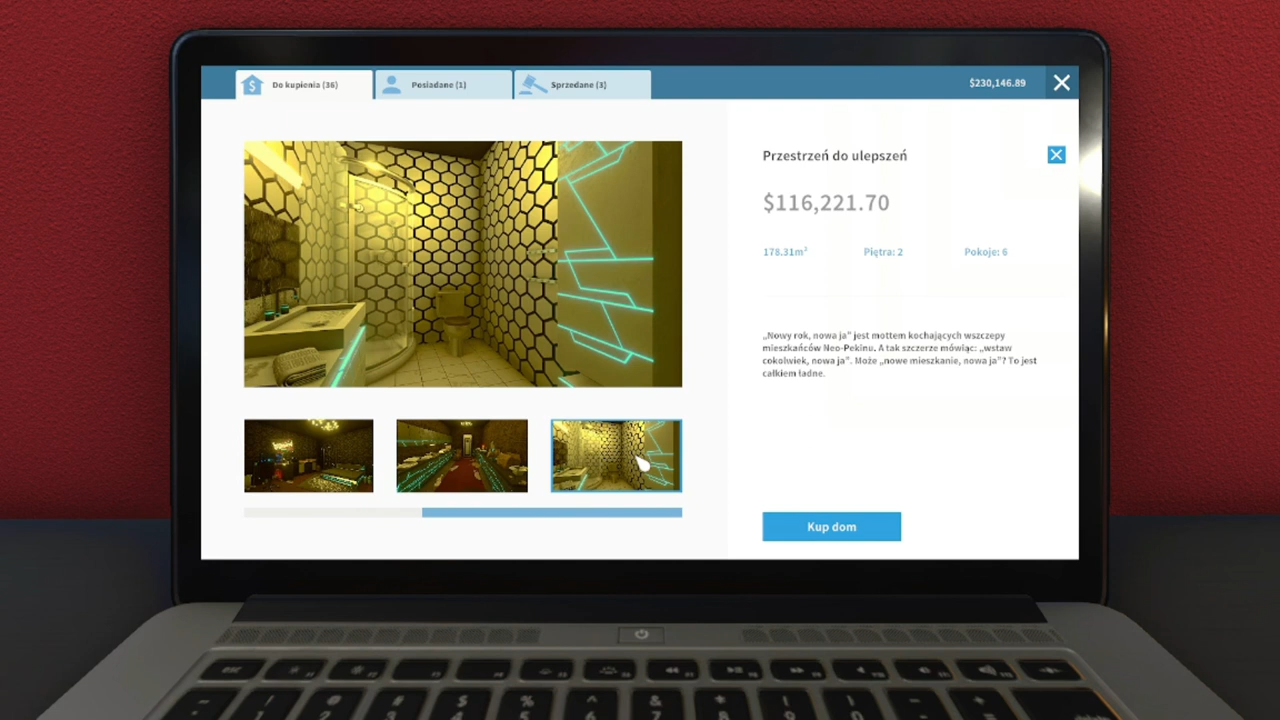 Do kupienia (36)
Posiadane (1)
Sprzedane (3)
$230,146.89
Przestrzeń do ulepszeń
$116,221.70
178.31m²
Piętra: 2
Pokoje: 6
„Nowy rok, nowa ja” jest mottem kochających wszczepy
mieszkańców Neo-Pekinu. A tak szczerze mówiąc: „wstaw
cokolwiek, nowa ja”. Może „nowe mieszkanie, nowa ja”? To jest
całkiem ładne.
Kup dom